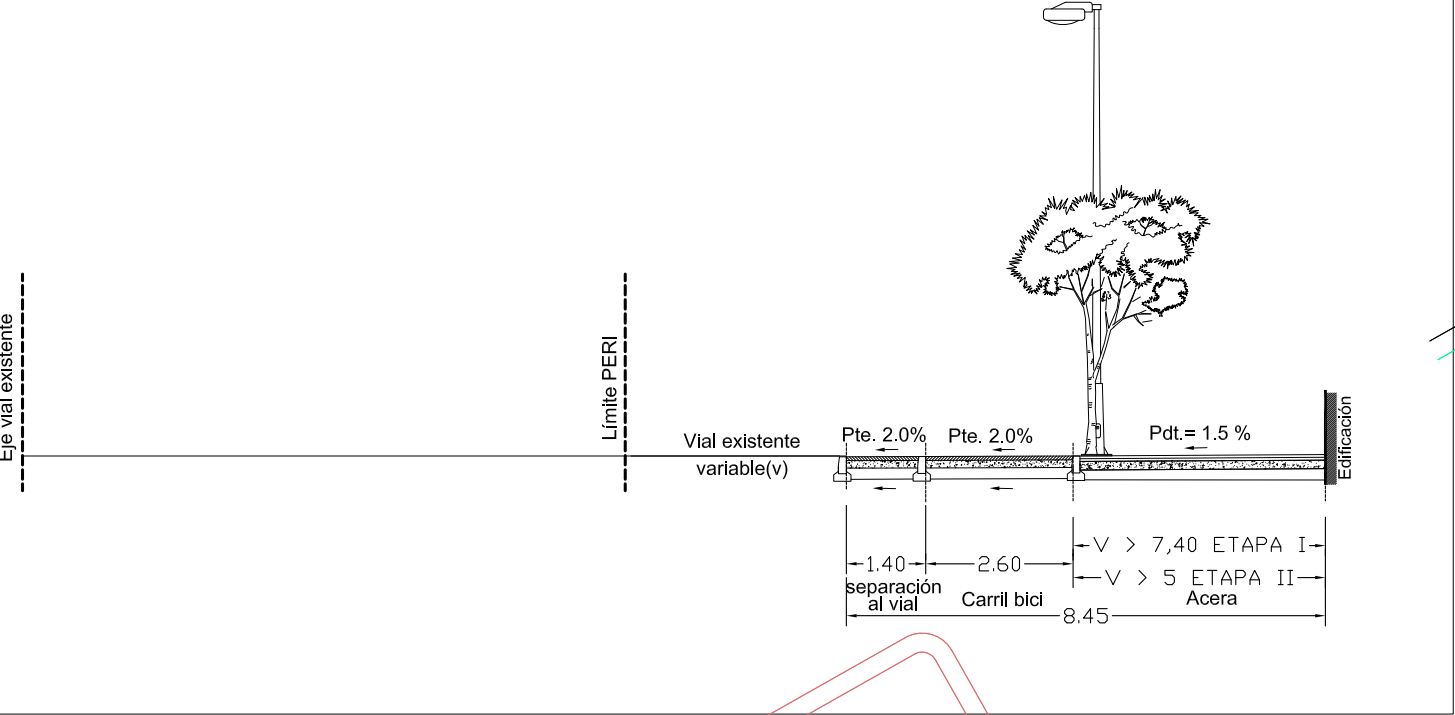 Eje vial existente
Límite PERI
Vial existente
variable(v)
Pte. 2.0%
Pte. 2.0%
Pdt.= 1.5 %
Edificación
V > 7,40 ETAPA I
1.40
2.60
V > 5 ETAPA II
separación
al vial
Carril bici
Acera
8.45